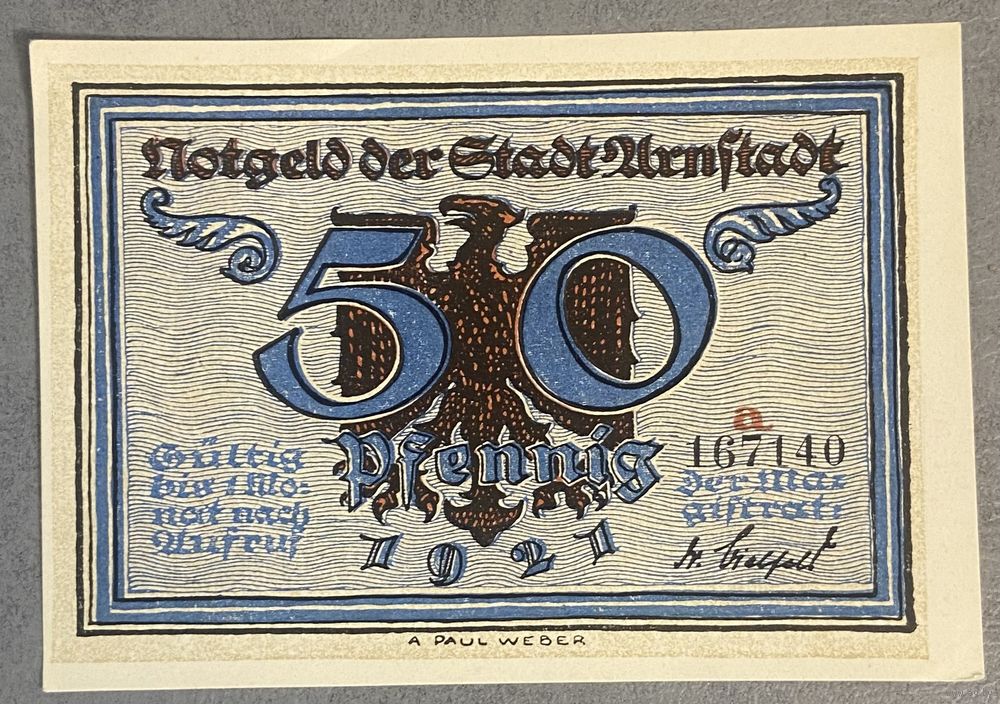 Notgeld der Stadt Arnstadt
50
Pfennig
1921
Gültig
bis 1 Mo:
nat nach
Aufruf
a
167140
Der Ma:
gistrat:
A PAUL WEBER